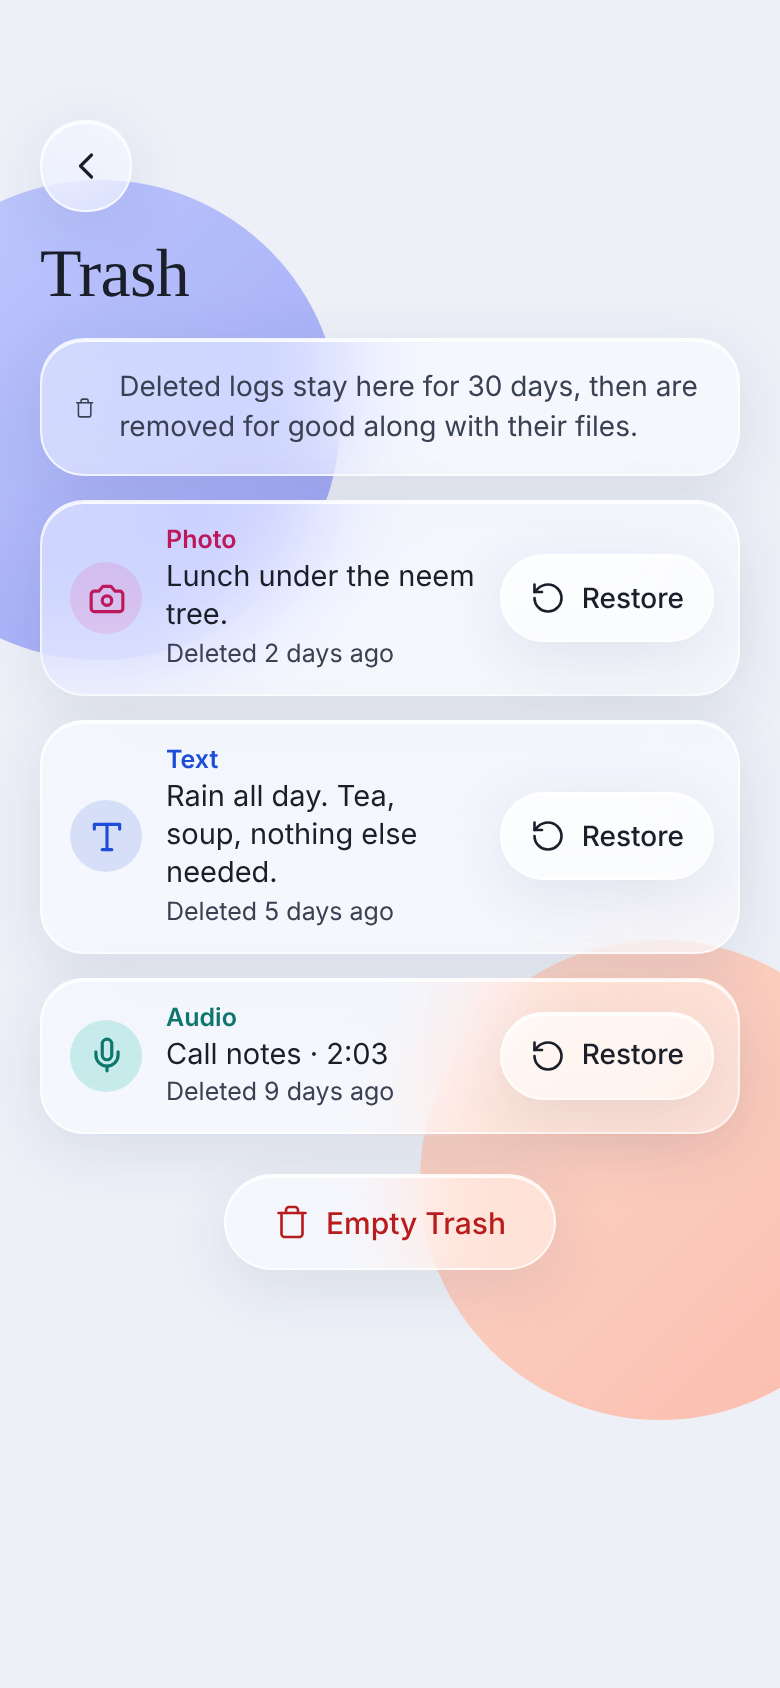 Trash
Deleted logs stay here for 30 days, then are
removed for good along with their files.
Photo
Lunch under the neem
tree.
Deleted 2 days ago
Restore
Text
Rain all day. Tea,
soup, nothing else
needed.
Deleted 5 days ago
Restore
Audio
Call notes · 2:03
Deleted 9 days ago
Restore
Empty Trash